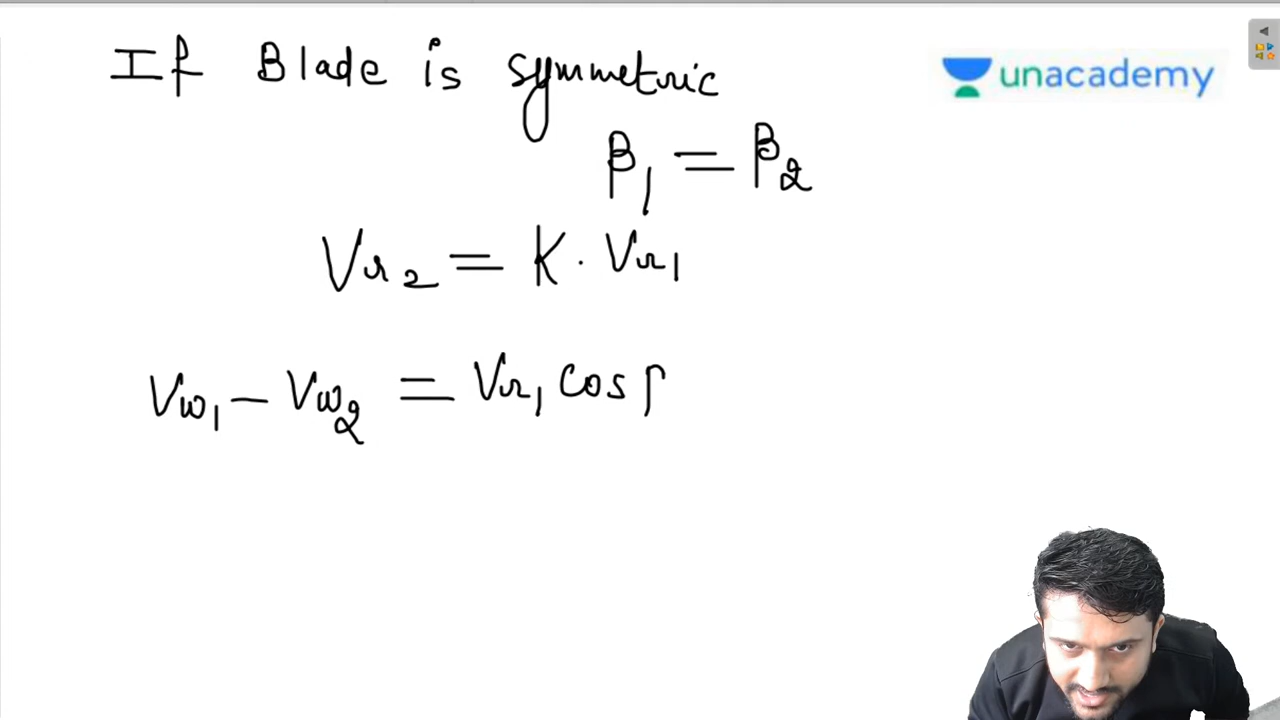 If Blade is symmetric
unacademy
β₁ = β₂
Vr₂ = K · Vr₁
Vw₁ – Vw₂ = Vr₁ cos